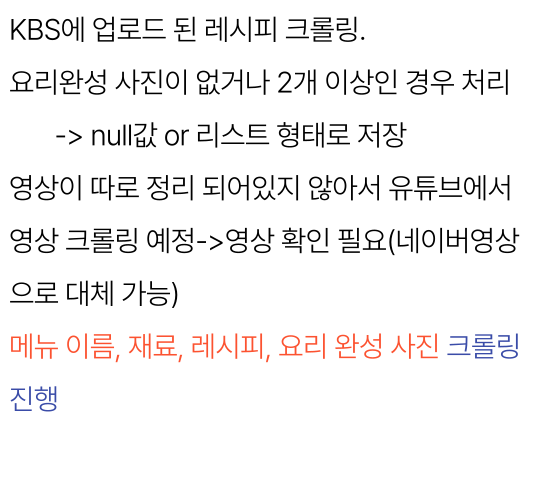 KBS에 업로드 된 레시피 크롤링.
요리완성 사진이 없거나 2개 이상인 경우 처리
-> null값 or 리스트 형태로 저장
영상이 따로 정리 되어있지 않아서 유튜브에서
영상 크롤링 예정->영상 확인 필요(네이버영상
으로 대체 가능)
메뉴 이름, 재료, 레시피, 요리 완성 사진 크롤링
진행